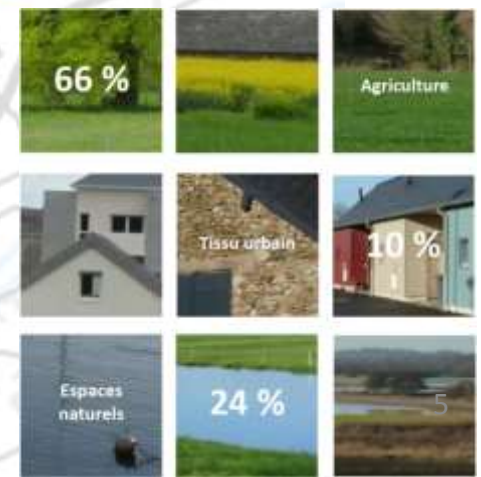 66 %
Agriculture
Tissu urbain
10 %
Espaces
naturels
24 %
5